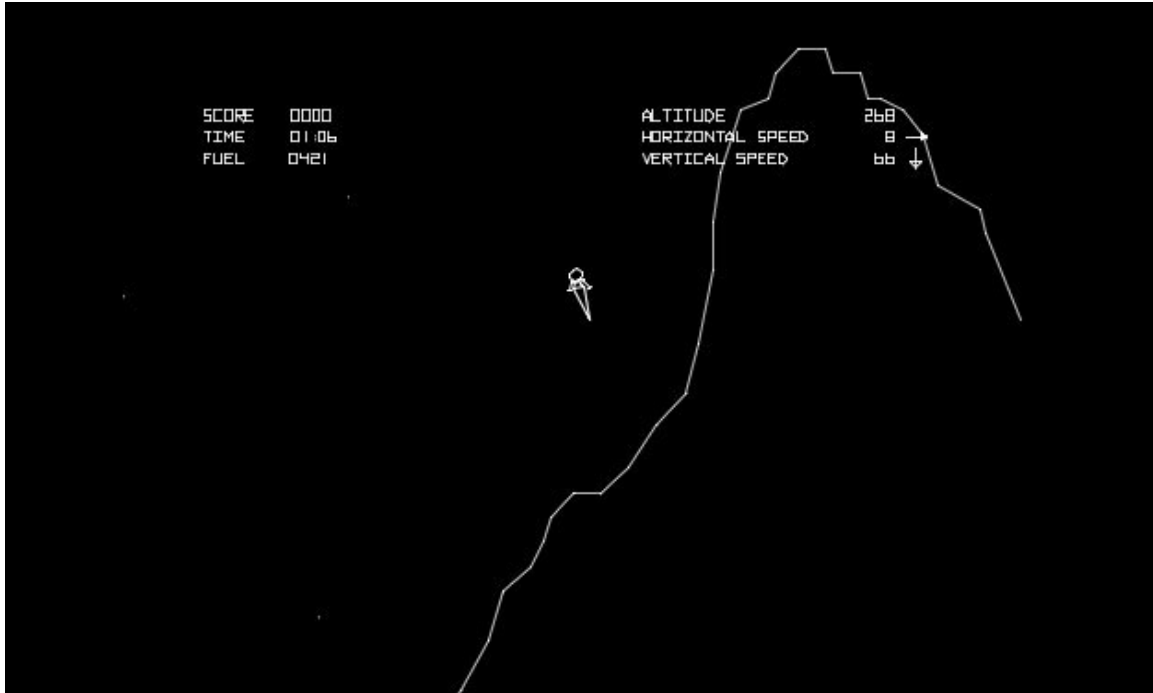 SCORE 0000
TIME 01:06
FUEL 0421
ALTITUDE 268
HORIZONTAL SPEED 8 →
VERTICAL SPEED 66 ↓